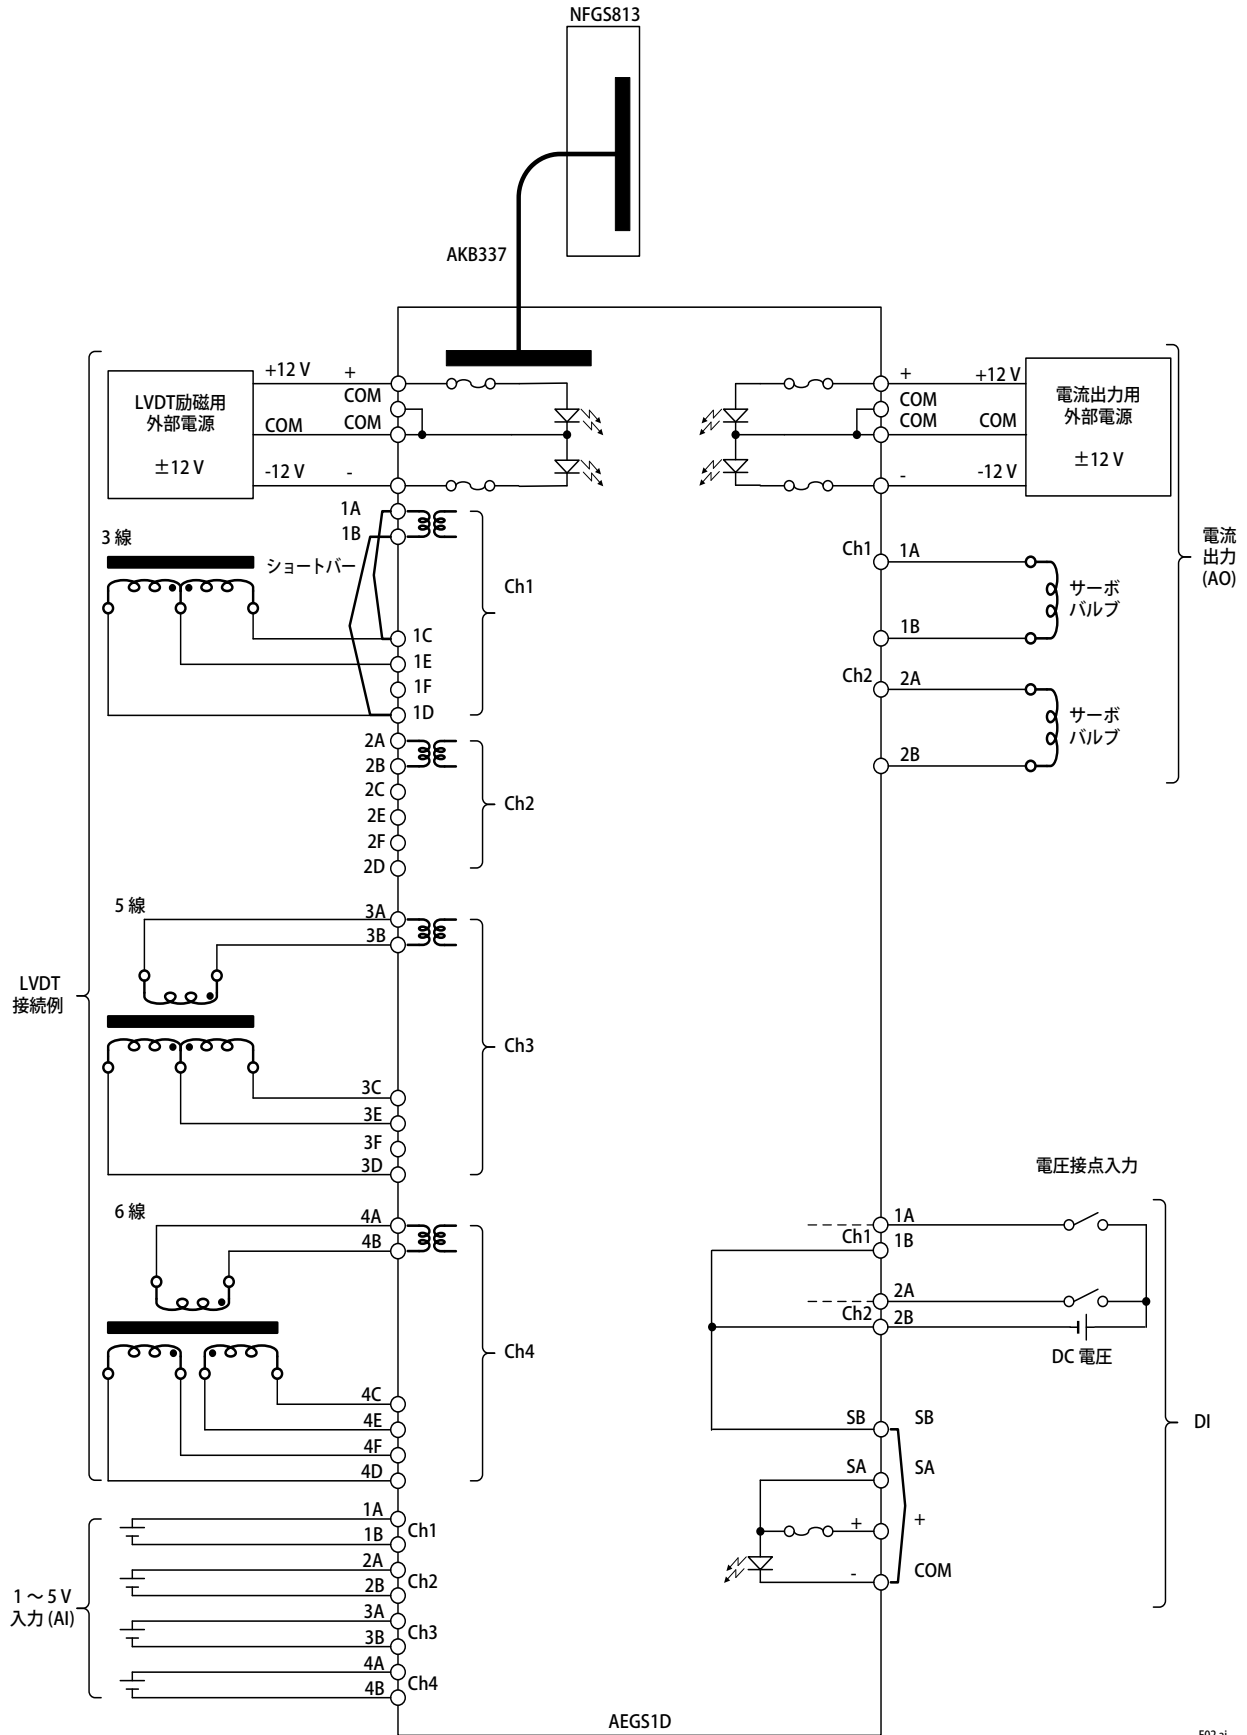 NFGS813
AKB337
LVDT励磁用
外部電源
±12 V
+12 V
COM
-12 V
+
COM
COM
-
+
COM
COM
-
+12 V
COM
-12 V
電流出力用
外部電源
±12 V
電流
出力
(AO)
3 線
ショートバー
1A
1B
1C
1E
1F
1D
Ch1
2A
2B
2C
2E
2F
2D
Ch2
5 線
3A
3B
3C
3E
3F
3D
Ch3
LVDT
接続例
6 線
4A
4B
4C
4E
4F
4D
Ch4
1A
1B
Ch1
2A
2B
Ch2
3A
3B
Ch3
4A
4B
Ch4
1~5 V
入力 (AI)
Ch1
1A
1B
サーボ
バルブ
Ch2
2A
2B
サーボ
バルブ
電圧接点入力
Ch1
1A
1B
Ch2
2A
2B
DC 電圧
SB
SB
SA
SA
+
+
-
COM
DI
AEGS1D
F02.ai